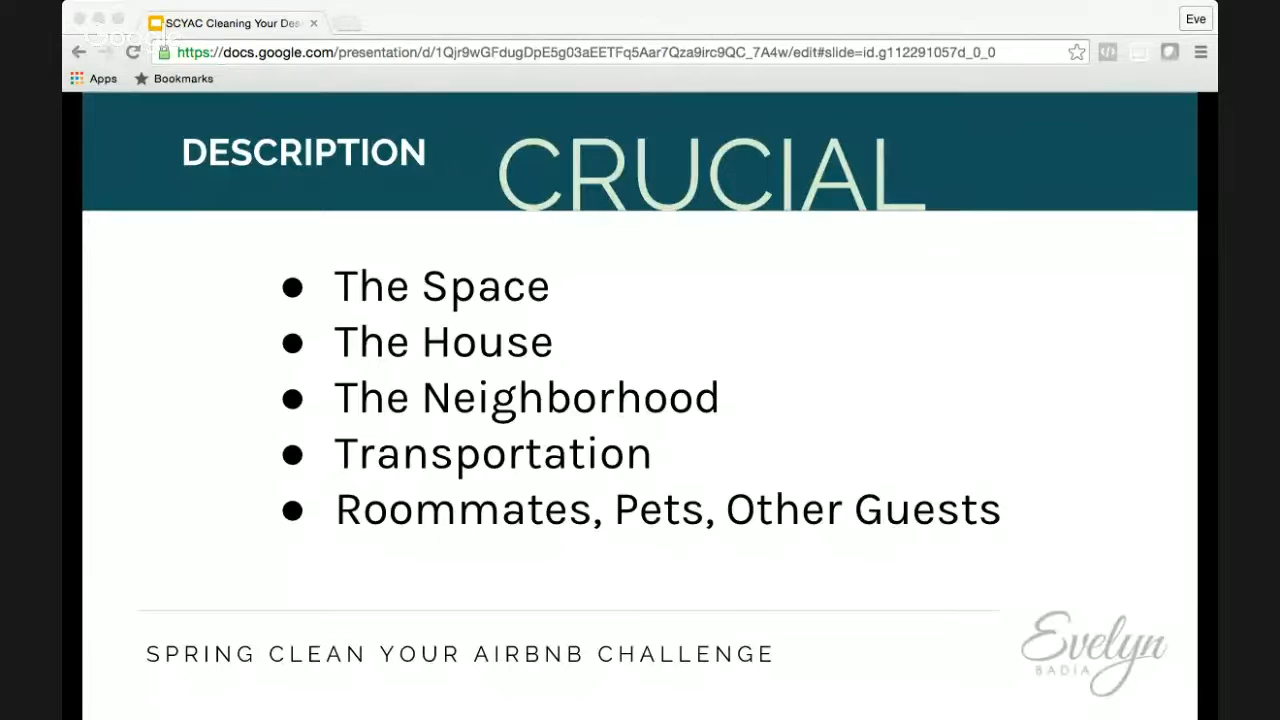 SCYAC Cleaning Your Des
Eve
Google
https://docs.google.com/presentation/d/1Qjr9wGFdugDpE5g03aEETFq5Aar7Qza9irc9QC_7A4w/edit#slide=id.g112291057d_0_0
Apps Bookmarks
DESCRIPTION CRUCIAL
● The Space
● The House
● The Neighborhood
● Transportation
● Roommates, Pets, Other Guests
SPRING CLEAN YOUR AIRBNB CHALLENGE
Evelyn
BADIA